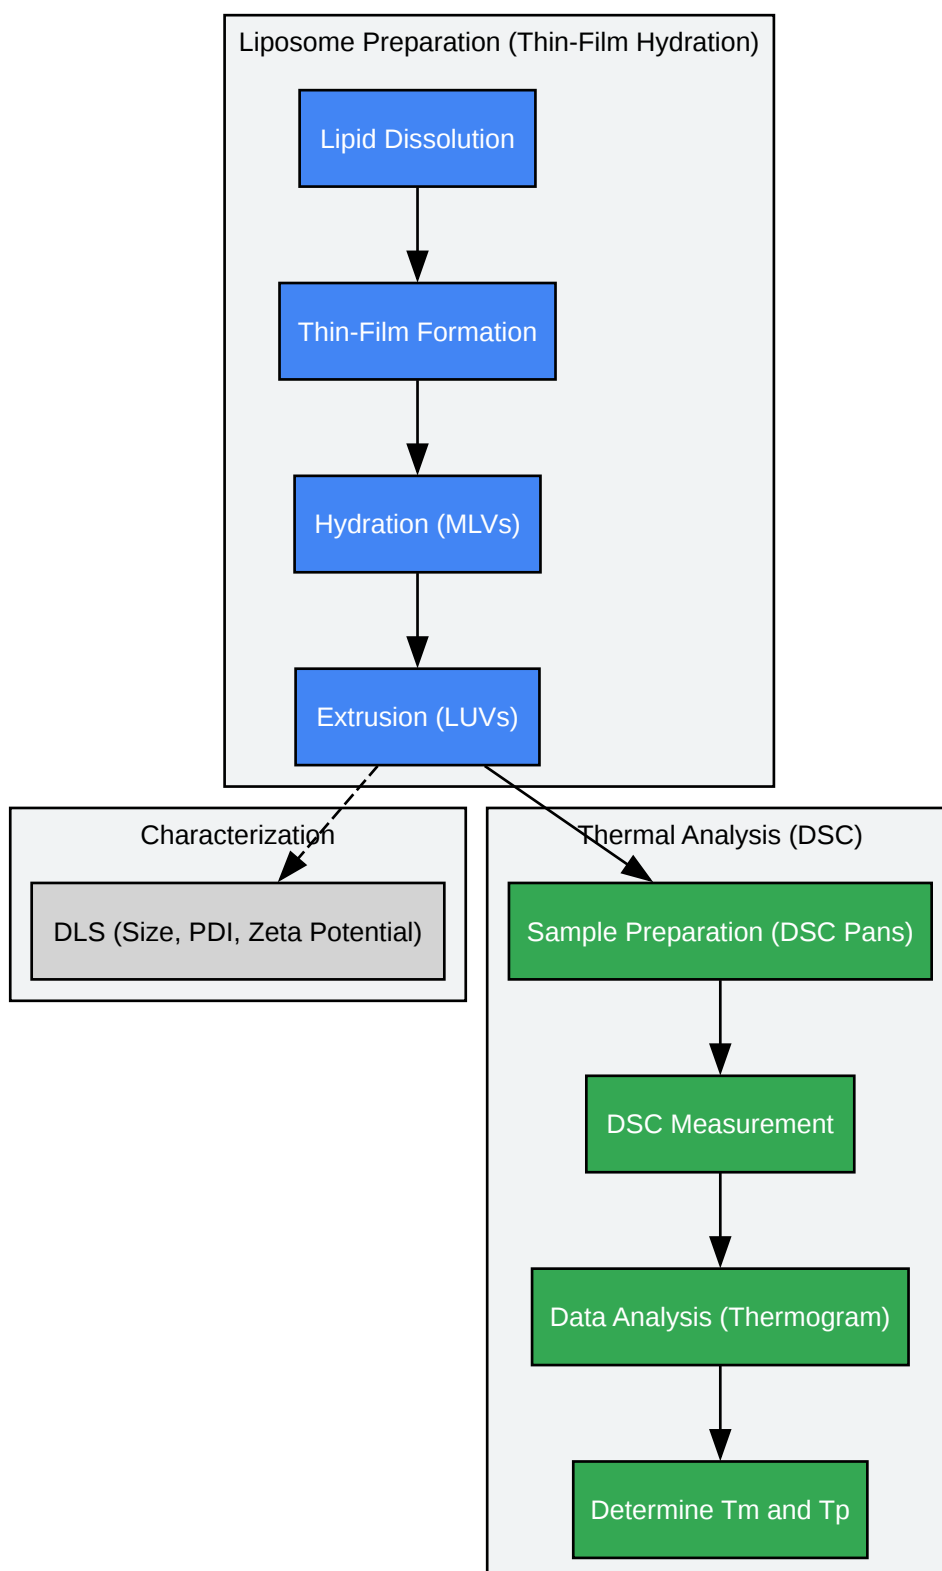 Liposome Preparation (Thin-Film Hydration)
Lipid Dissolution
Thin-Film Formation
Hydration (MLVs)
Extrusion (LUVs)
Characterization
DLS (Size, PDI, Zeta Potential)
Thermal Analysis (DSC)
Sample Preparation (DSC Pans)
DSC Measurement
Data Analysis (Thermogram)
Determine Tm and Tp